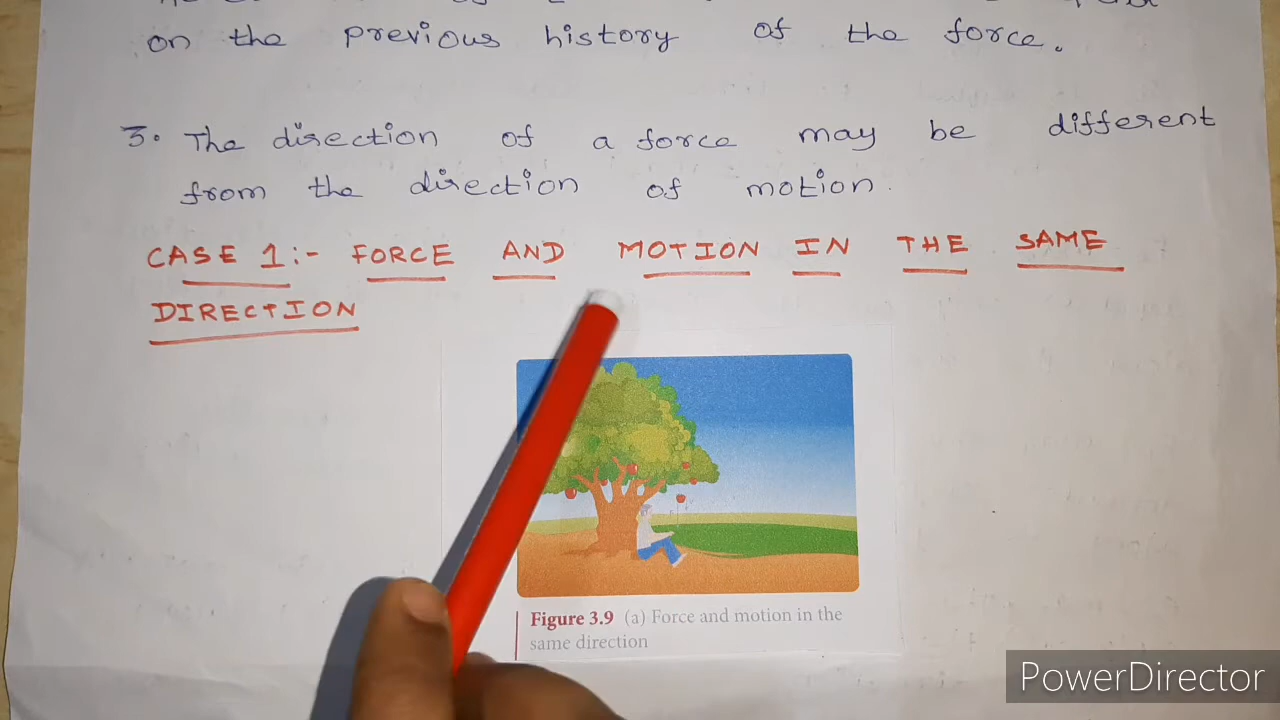 on the previous history of the force.
3. The direction of a force may be different
from the direction of motion.
CASE 1:- FORCE AND MOTION IN THE SAME
DIRECTION
Figure 3.9 (a) Force and motion in the
same direction
PowerDirector